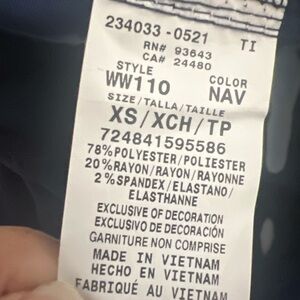 234033-0521 TI
RN# 93643
CA# 24480
STYLE COLOR
WW110 NAV
SIZE/TALLA/TAILLE
XS/XCH/TP
724841595586
78%POLYESTER/POLIESTER
20%RAYON/RAYON/RAYONNE
2%SPANDEX/ELASTANO/
ELASTHANNE
EXCLUSIVE OF DECORATION
EXCLUSIVO DE DECORACIÓN
GARNITURE NON COMPRISE
MADE IN VIETNAM
HECHO EN VIETNAM
FABRIQUÉ AU VIETNAM